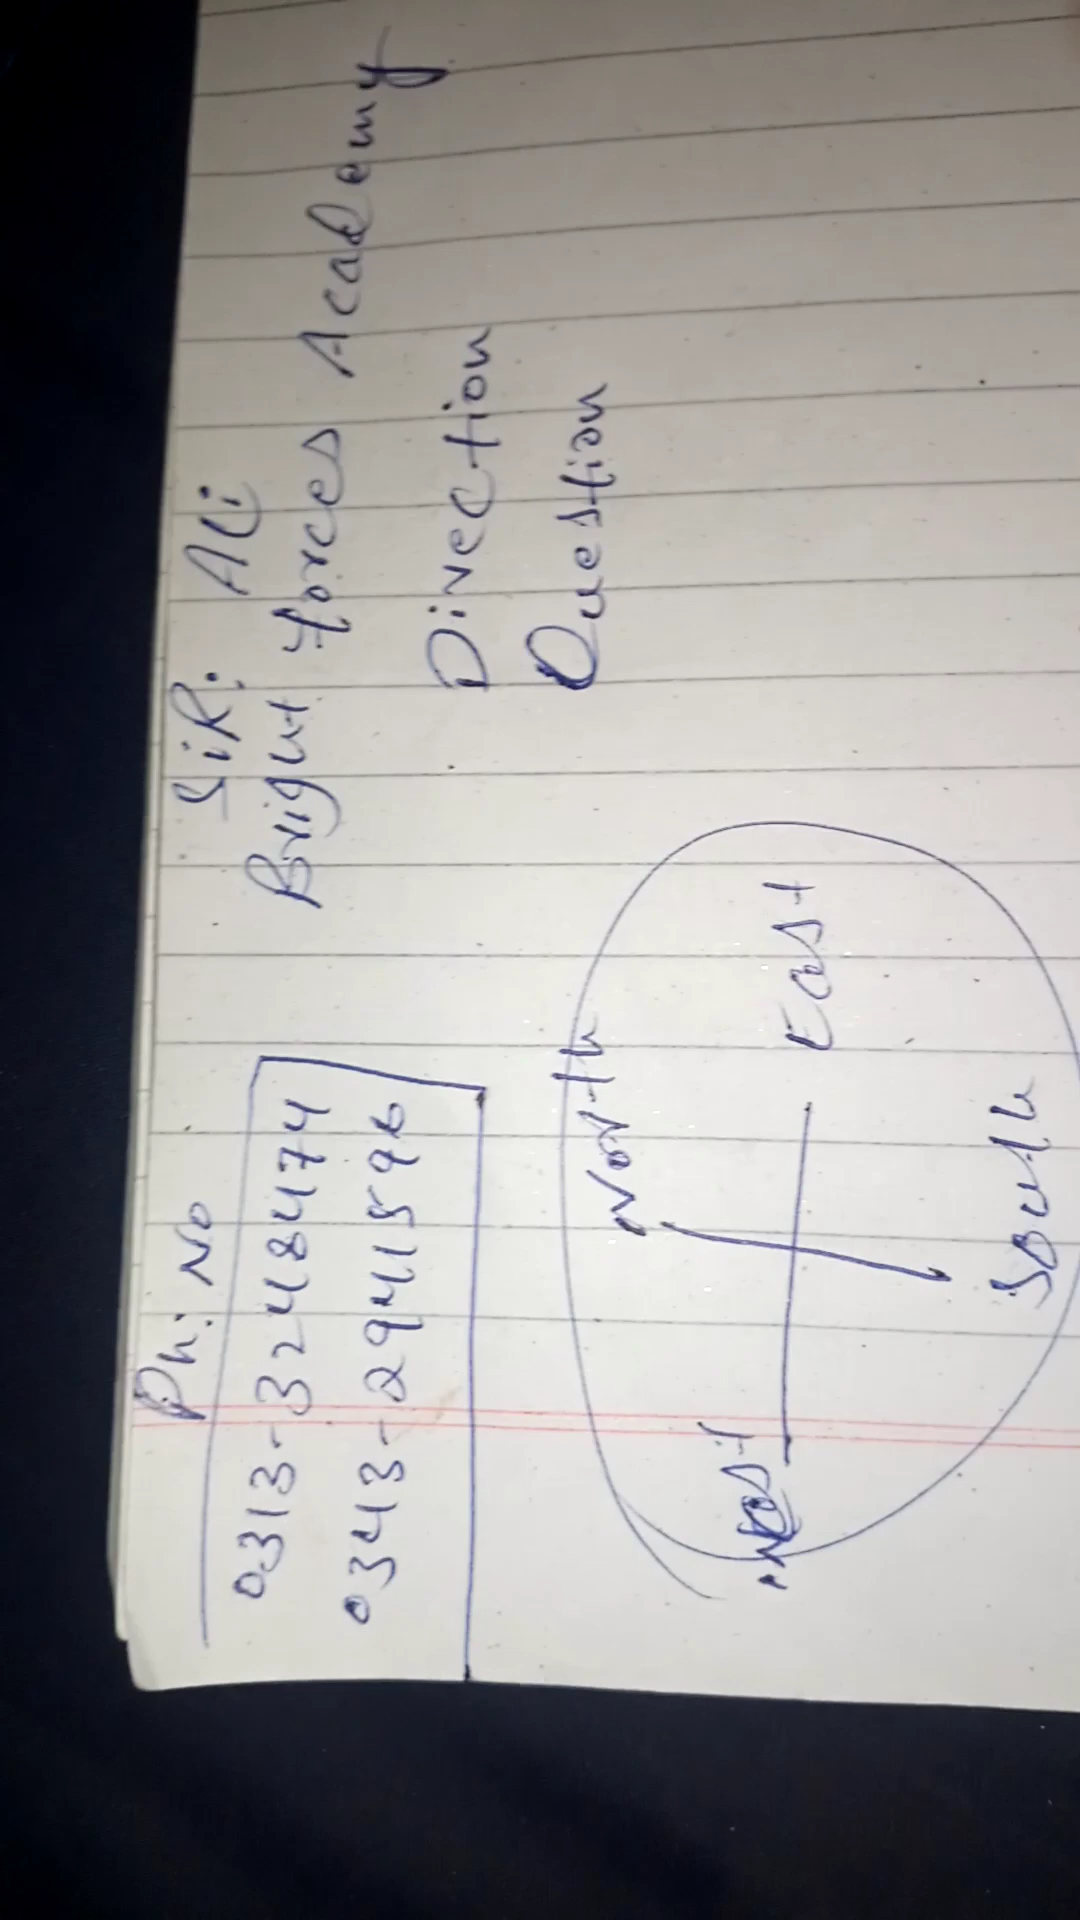 Ph: No
0313-3248474
0343-2941596
SiR: Ali
Bright forces Academy
Direction
Question
North
West
East
South